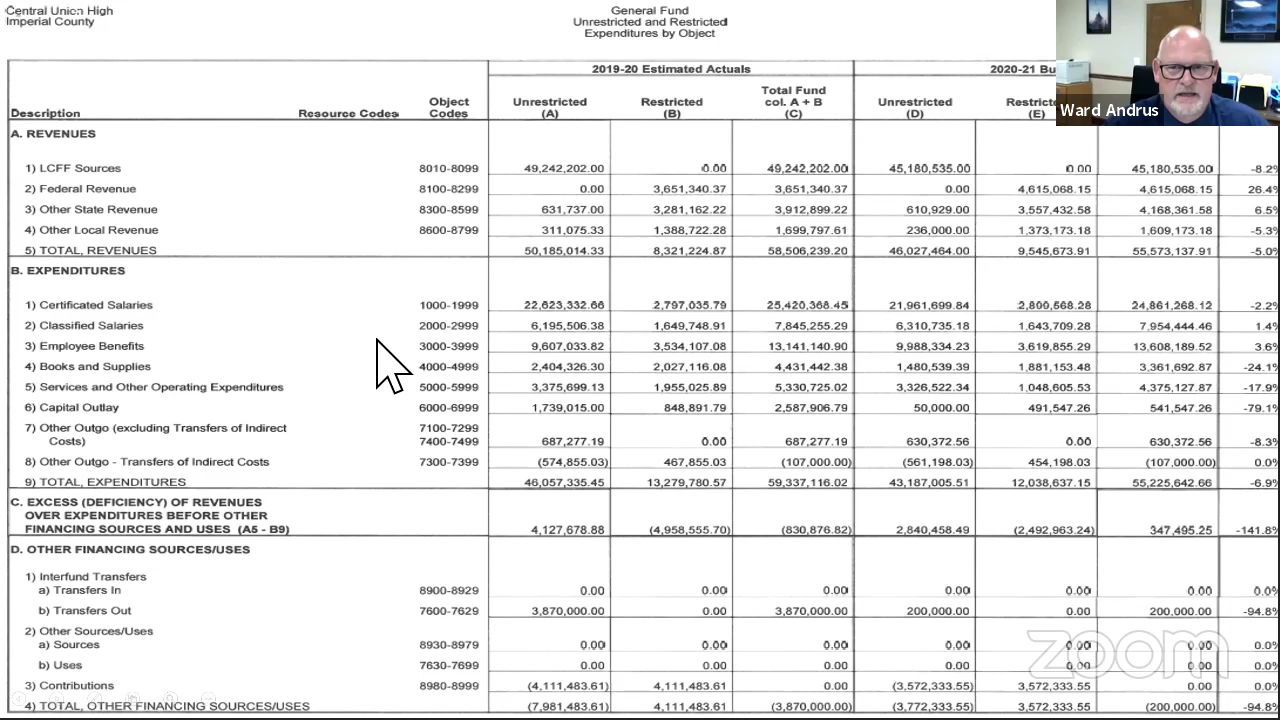 Central Union High
Imperial County
General Fund
Unrestricted and Restricted
Expenditures by Object
Ward Andrus
2019-20 Estimated Actuals 2020-21 Bu
Description Resource Codes Object Codes Unrestricted (A) Restricted (B) Total Fund col. A + B (C) Unrestricted (D) Restricte (E)
A. REVENUES
1) LCFF Sources 8010-8099 49,242,202.00 0.00 49,242,202.00 45,180,535.00 0.00 45,180,535.00 -8.2%
2) Federal Revenue 8100-8299 0.00 3,651,340.37 3,651,340.37 0.00 4,615,068.15 4,615,068.15 26.4%
3) Other State Revenue 8300-8599 631,737.00 3,281,162.22 3,912,899.22 610,929.00 3,557,432.58 4,168,361.58 6.5%
4) Other Local Revenue 8600-8799 311,075.33 1,388,722.28 1,699,797.61 236,000.00 1,373,173.18 1,609,173.18 -5.3%
5) TOTAL, REVENUES 50,185,014.33 8,321,224.87 58,506,239.20 46,027,464.00 9,545,673.91 55,573,137.91 -5.0%
B. EXPENDITURES
1) Certificated Salaries 1000-1999 22,623,332.66 2,797,035.79 25,420,368.45 21,961,699.84 2,899,568.28 24,861,268.12 -2.2%
2) Classified Salaries 2000-2999 6,195,506.38 1,649,748.91 7,845,255.29 6,310,735.18 1,643,709.28 7,954,444.46 1.4%
3) Employee Benefits 3000-3999 9,607,033.82 3,534,107.08 13,141,140.90 9,988,334.23 3,619,855.29 13,608,189.52 3.6%
4) Books and Supplies 4000-4999 2,404,326.30 2,027,116.08 4,431,442.38 1,480,539.39 1,881,153.48 3,361,692.87 -24.1%
5) Services and Other Operating Expenditures 5000-5999 3,375,699.13 1,955,025.89 5,330,725.02 3,326,522.34 1,048,605.53 4,375,127.87 -17.9%
6) Capital Outlay 6000-6999 1,739,015.00 848,891.79 2,587,906.79 50,000.00 491,547.26 541,547.26 -79.1%
7) Other Outgo (excluding Transfers of Indirect 7100-7299
Costs) 7400-7499 687,277.19 0.00 687,277.19 630,372.56 0.00 630,372.56 -8.3%
8) Other Outgo - Transfers of Indirect Costs 7300-7399 (574,855.03) 467,855.03 (107,000.00) (561,198.03) 454,198.03 (107,000.00) 0.0%
9) TOTAL, EXPENDITURES 46,057,335.45 13,279,780.57 59,337,116.02 43,187,005.51 12,038,637.15 55,225,642.66 -6.9%
C. EXCESS (DEFICIENCY) OF REVENUES
OVER EXPENDITURES BEFORE OTHER
FINANCING SOURCES AND USES (A5 - B9) 4,127,678.88 (4,958,555.70) (830,876.82) 2,840,458.49 (2,492,963.24) 347,495.25 -141.8%
D. OTHER FINANCING SOURCES/USES
1) Interfund Transfers
a) Transfers In 8900-8929 0.00 0.00 0.00 0.00 0.00 0.00 0.0%
b) Transfers Out 7600-7629 3,870,000.00 0.00 3,870,000.00 200,000.00 0.00 200,000.00 -94.8%
2) Other Sources/Uses
a) Sources 8930-8979 0.00 0.00 0.00 0.00 0.00 0.00 0.0%
b) Uses 7630-7699 0.00 0.00 0.00 0.00 0.00 0.00 0.0%
3) Contributions 8980-8999 (4,111,483.61) 4,111,483.61 0.00 (3,572,333.55) 3,572,333.55 0.00 0.0%
4) TOTAL, OTHER FINANCING SOURCES/USES (7,981,483.61) 4,111,483.61 (3,870,000.00) (3,772,333.55) 3,572,333.55 (200,000.00) -94.8%
zoom